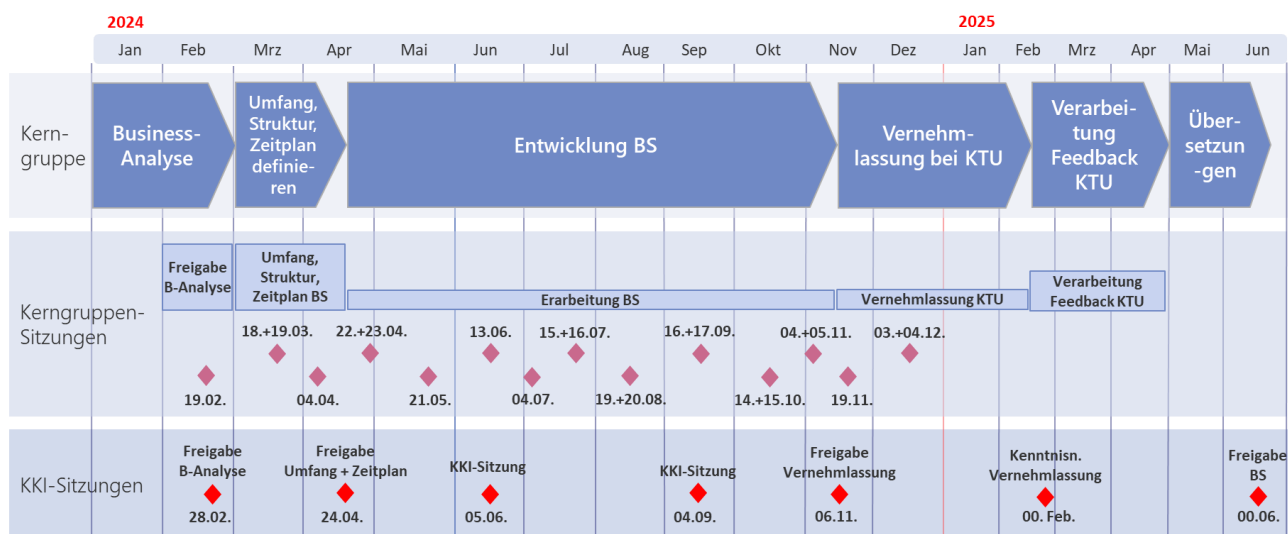 2024
2025
Jan Feb Mrz Apr Mai Jun Jul Aug Sep Okt Nov Dez Jan Feb Mrz Apr Mai Jun
Kern-
gruppe
Business-
Analyse
Umfang,
Struktur,
Zeitplan
definie-
ren
Entwicklung BS
Vernehm-
lassung bei KTU
Verarbei-
tung
Feedback
KTU
Über-
setzun-
-gen
Kerngruppen-
Sitzungen
Freigabe
B-Analyse
Umfang,
Struktur,
Zeitplan BS
Erarbeitung BS
Vernehmlassung KTU
Verarbeitung
Feedback KTU
18.+19.03.
22.+23.04.
13.06.
15.+16.07.
16.+17.09.
04.+05.11.
03.+04.12.
19.02.
04.04.
21.05.
04.07.
19.+20.08.
14.+15.10.
19.11.
KKI-Sitzungen
Freigabe
B-Analyse
28.02.
Freigabe
Umfang + Zeitplan
24.04.
KKI-Sitzung
05.06.
KKI-Sitzung
04.09.
Freigabe
Vernehmlassung
06.11.
Kenntnisn.
Vernehmlassung
00. Feb.
Freigabe
BS
00.06.